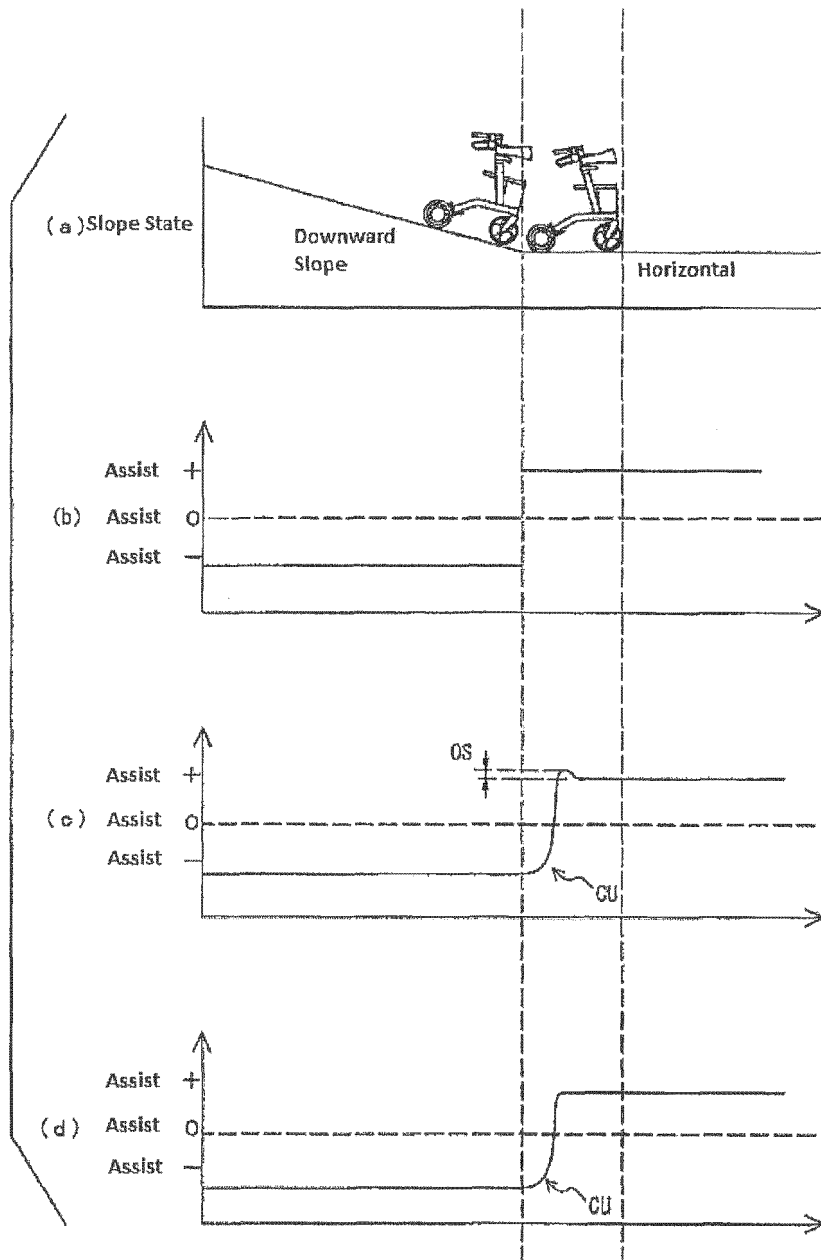 (a) Slope State
Downward
Slope
Horizontal
Assist +
(b) Assist 0
Assist −
OS
Assist +
(c) Assist 0
Assist −
CU
Assist +
(d) Assist 0
Assist −
CU